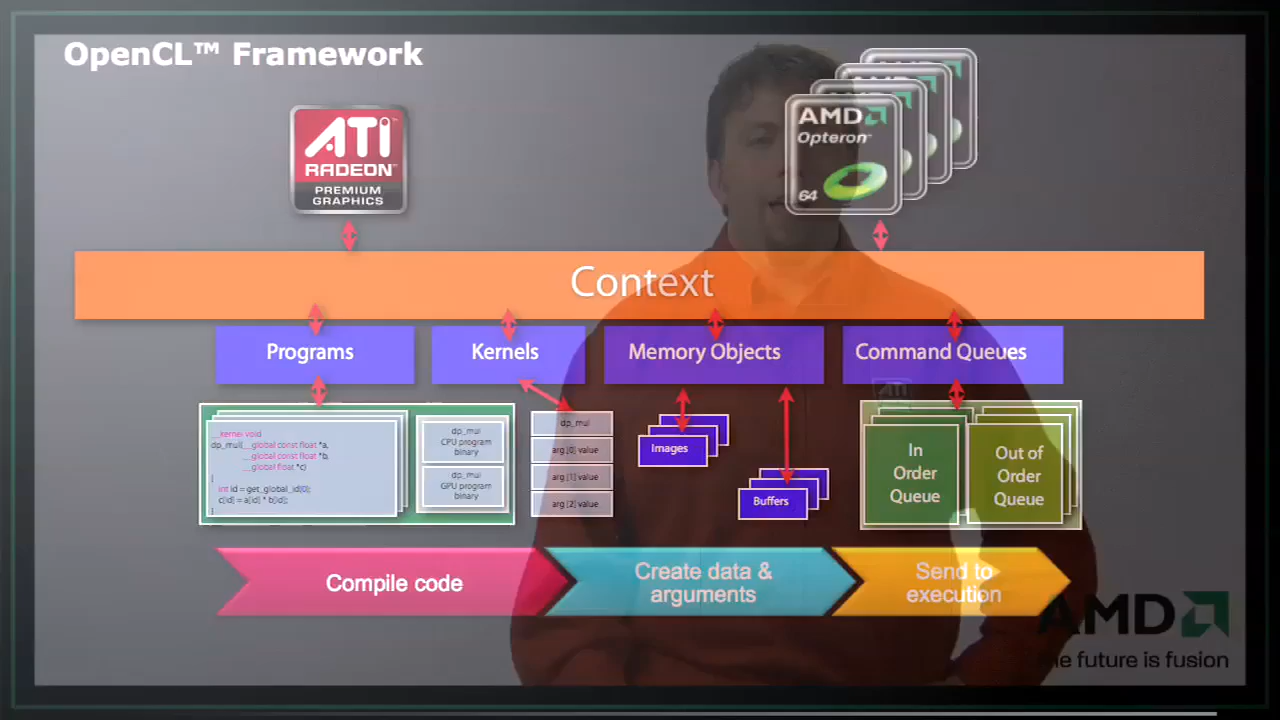 OpenCL™ Framework
ATI
RADEON™
PREMIUM
GRAPHICS
AMD
Opteron™
64
Context
Programs
Kernels
Memory Objects
Command Queues
__kernel void
dp_mul(__global const float *a,
__global const float *b,
__global float *c)
{
int id = get_global_id(0);
c[id] = a[id] * b[id];
}
dp_mul
CPU program
binary
dp_mul
GPU program
binary
dp_mul
arg [0] value
arg [1] value
arg [2] value
Images
Buffers
In
Order
Queue
Out of
Order
Queue
Compile code
Create data &
arguments
Send to
execution
ATI
AMD
The future is fusion